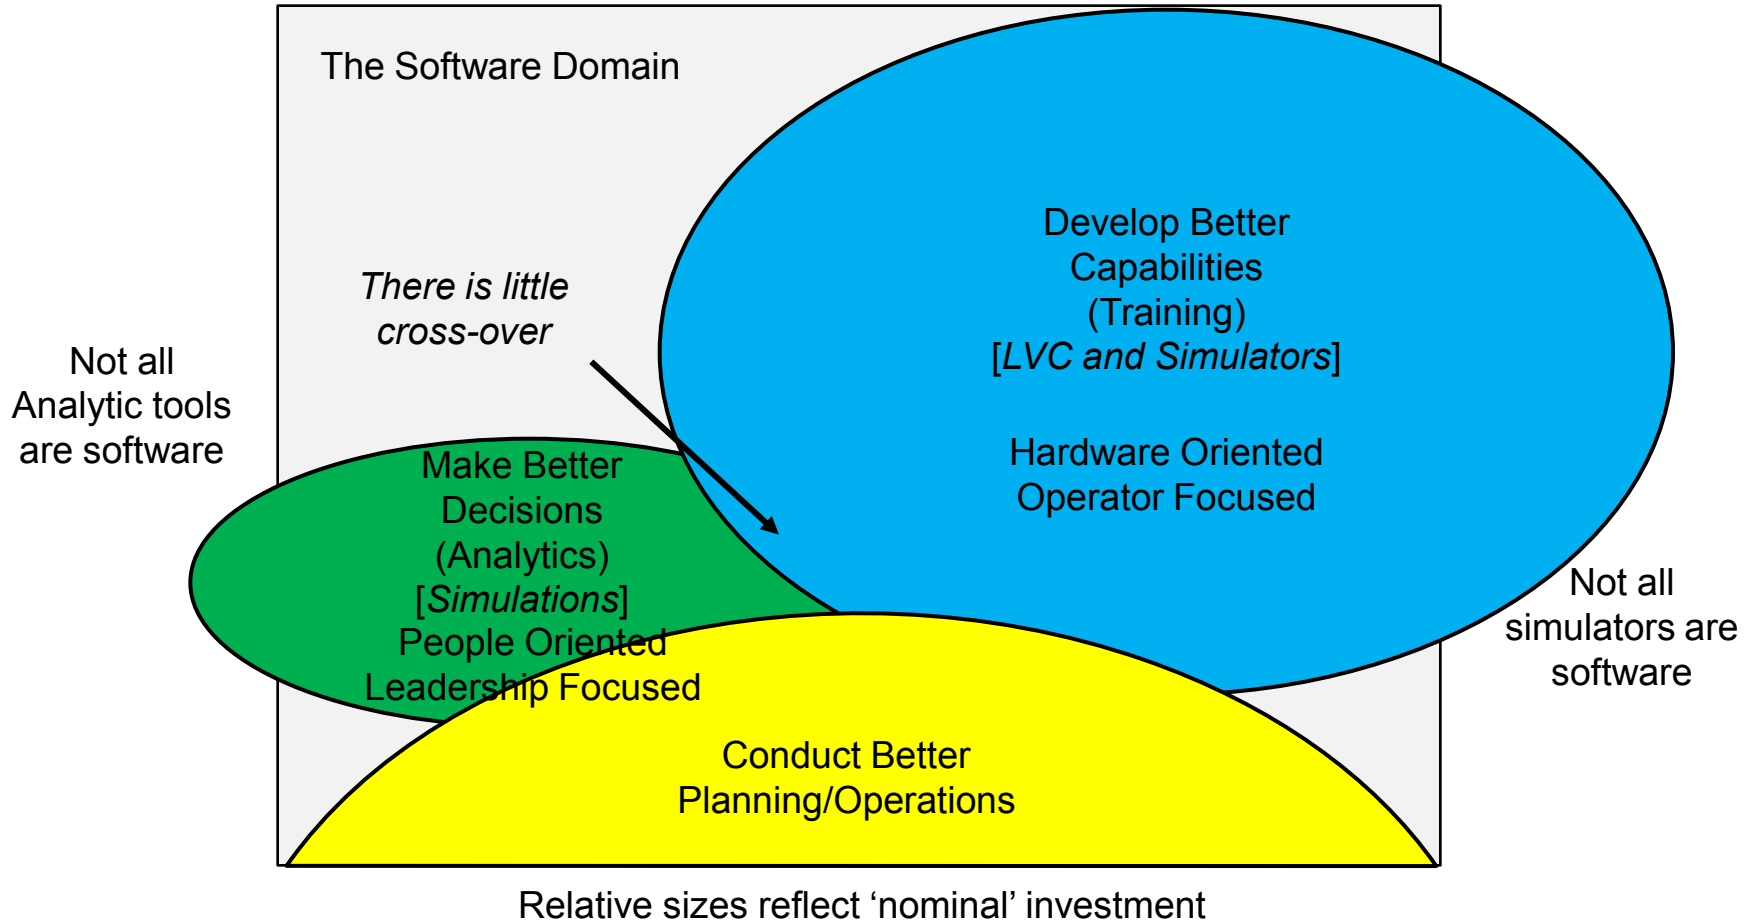 The Software Domain
Develop Better
Capabilities
(Training)
[LVC and Simulators]
Hardware Oriented
Operator Focused
There is little
cross-over
Not all
Analytic tools
are software
Make Better
Decisions
(Analytics)
[Simulations]
People Oriented
Leadership Focused
Not all
simulators are
software
Conduct Better
Planning/Operations
Relative sizes reflect ‘nominal’ investment